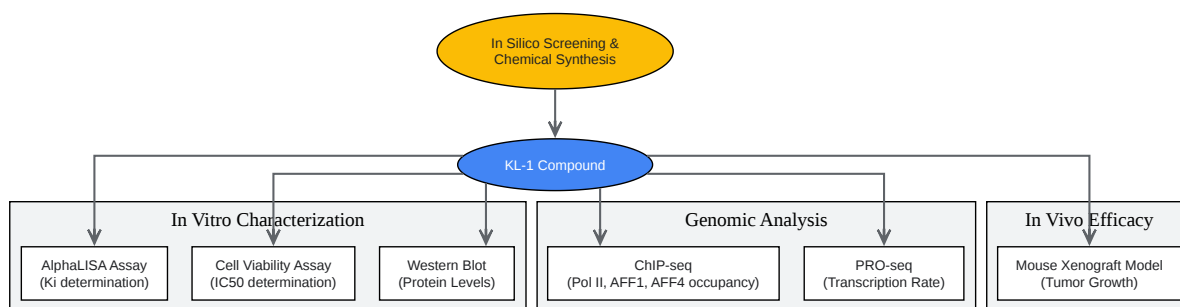 In Silico Screening &
Chemical Synthesis
KL-1 Compound
In Vitro Characterization
AlphaLISA Assay
(Ki determination)
Cell Viability Assay
(IC50 determination)
Western Blot
(Protein Levels)
Genomic Analysis
ChIP-seq
(Pol II, AFF1, AFF4 occupancy)
PRO-seq
(Transcription Rate)
In Vivo Efficacy
Mouse Xenograft Model
(Tumor Growth)